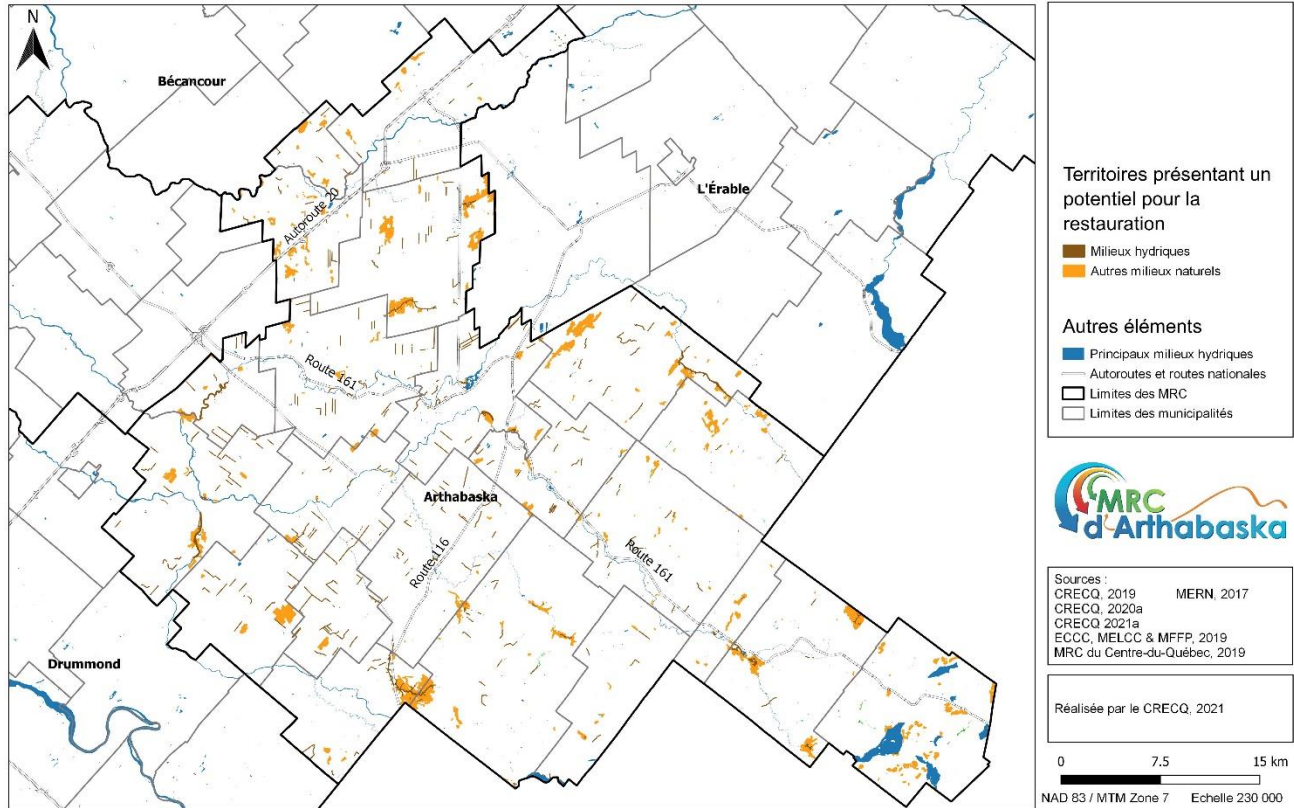 N
Bécancour
L'Érable
Autoroute 20
Route 161
Arthabaska
Route 116
Route 161
Drummond
Territoires présentant un
potentiel pour la
restauration
Milieux hydriques
Autres milieux naturels
Autres éléments
Principaux milieux hydriques
Autoroutes et routes nationales
Limites des MRC
Limites des municipalités
MRC
d'Arthabaska
Sources :
CRECQ, 2019 MERN, 2017
CRECQ, 2020a
CRECQ 2021a
ECCC, MELCC & MFFP, 2019
MRC du Centre-du-Québec, 2019
Réalisée par le CRECQ, 2021
0 7.5 15 km
NAD 83 / MTM Zone 7 Echelle 230 000